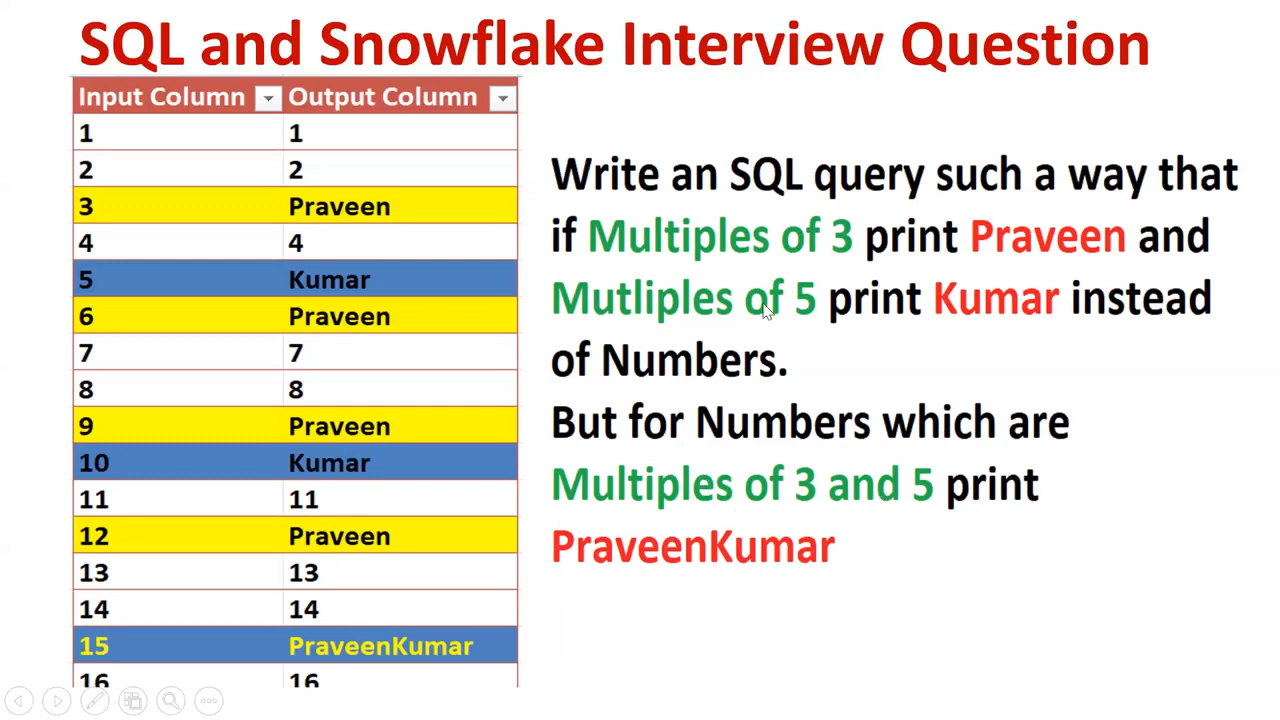 SQL and Snowflake Interview Question
Input Column Output Column
1 1
2 2
3 Praveen
4 4
5 Kumar
6 Praveen
7 7
8 8
9 Praveen
10 Kumar
11 11
12 Praveen
13 13
14 14
15 PraveenKumar
16 16
Write an SQL query such a way that
if Multiples of 3 print Praveen and
Mutliples of 5 print Kumar instead
of Numbers.
But for Numbers which are
Multiples of 3 and 5 print
PraveenKumar